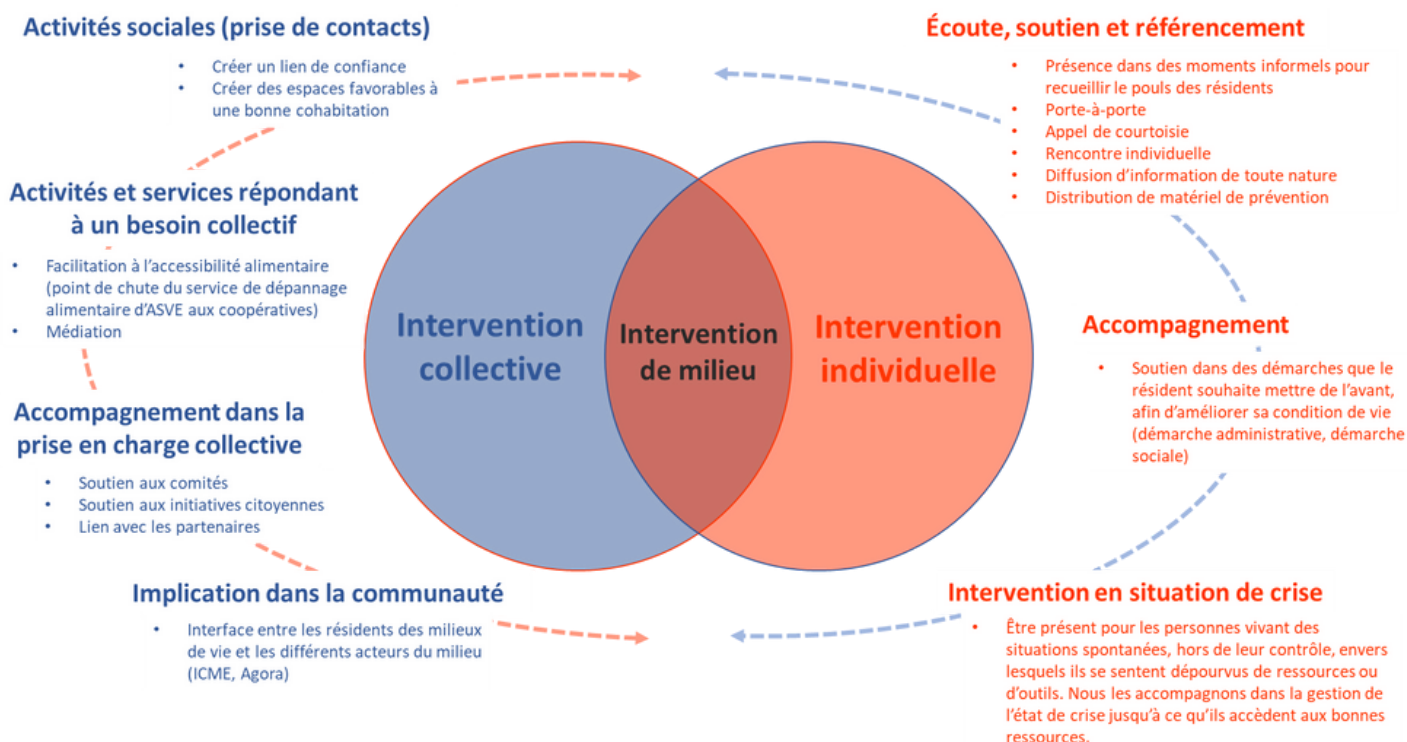 Activités sociales (prise de contacts)
• Créer un lien de confiance
• Créer des espaces favorables à
une bonne cohabitation
Activités et services répondant
à un besoin collectif
• Facilitation à l'accessibilité alimentaire
(point de chute du service de dépannage
alimentaire d'ASVE aux coopératives)
• Médiation
Accompagnement dans la
prise en charge collective
• Soutien aux comités
• Soutien aux initiatives citoyennes
• Lien avec les partenaires
Implication dans la communauté
• Interface entre les résidents des milieux
de vie et les différents acteurs du milieu
(ICME, Agora)
Intervention
collective
Intervention
de milieu
Intervention
individuelle
Écoute, soutien et référencement
• Présence dans des moments informels pour
recueillir le pouls des résidents
• Porte-à-porte
• Appel de courtoisie
• Rencontre individuelle
• Diffusion d'information de toute nature
• Distribution de matériel de prévention
Accompagnement
• Soutien dans des démarches que le
résident souhaite mettre de l'avant,
afin d'améliorer sa condition de vie
(démarche administrative, démarche
sociale)
Intervention en situation de crise
• Être présent pour les personnes vivant des
situations spontanées, hors de leur contrôle, envers
lesquels ils se sentent dépourvus de ressources ou
d'outils. Nous les accompagnons dans la gestion de
l'état de crise jusqu'à ce qu'ils accèdent aux bonnes
ressources.